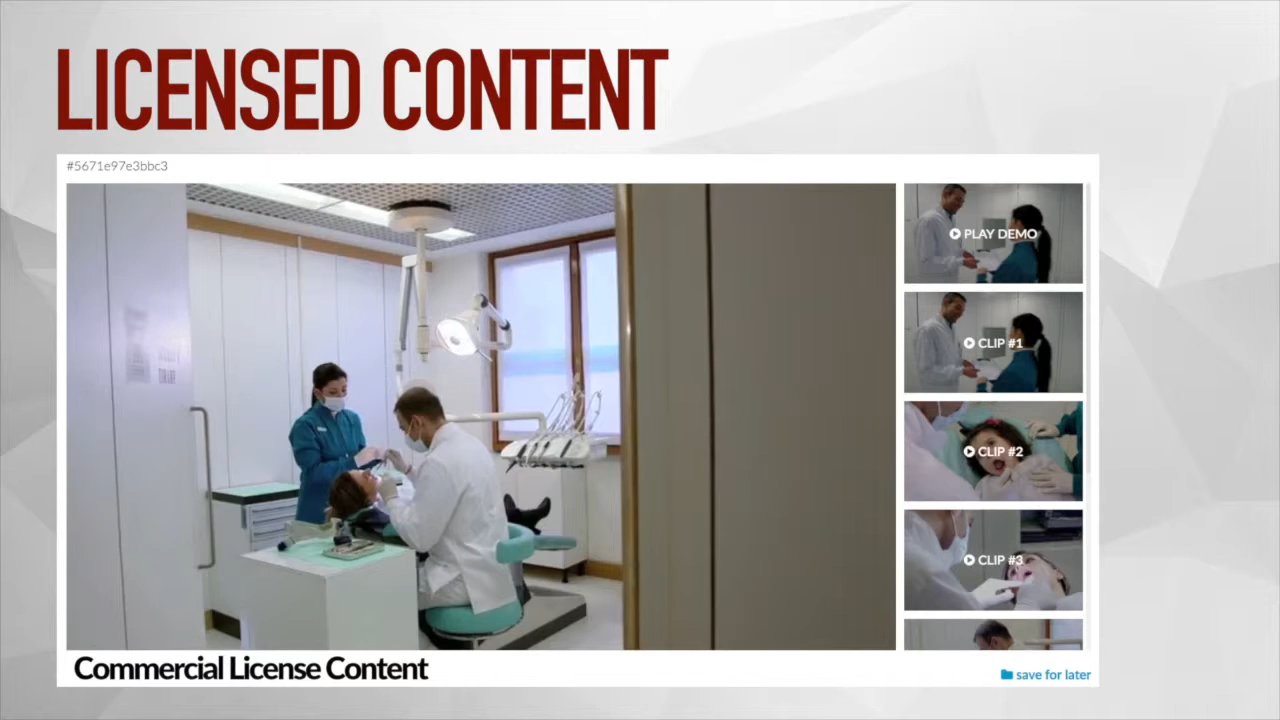 LICENSED CONTENT
#5671e97e3bbc3
PLAY DEMO
CLIP #1
CLIP #2
CLIP #3
Commercial License Content
save for later